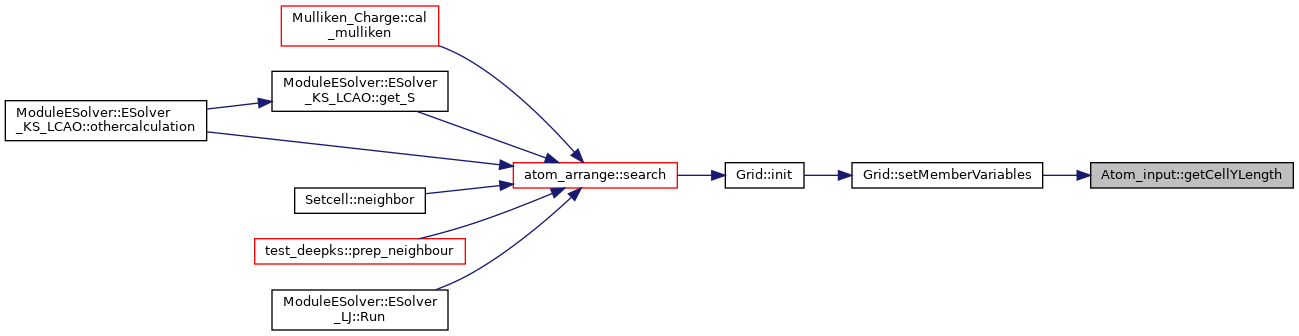 Mulliken_Charge::cal
_mulliken
ModuleESolver::ESolver
_KS_LCAO::get_S
ModuleESolver::ESolver
_KS_LCAO::othercalculation
atom_arrange::search
Grid::init
Grid::setMemberVariables
Atom_input::getCellYLength
Setcell::neighbor
test_deepks::prep_neighbour
ModuleESolver::ESolver
_LJ::Run